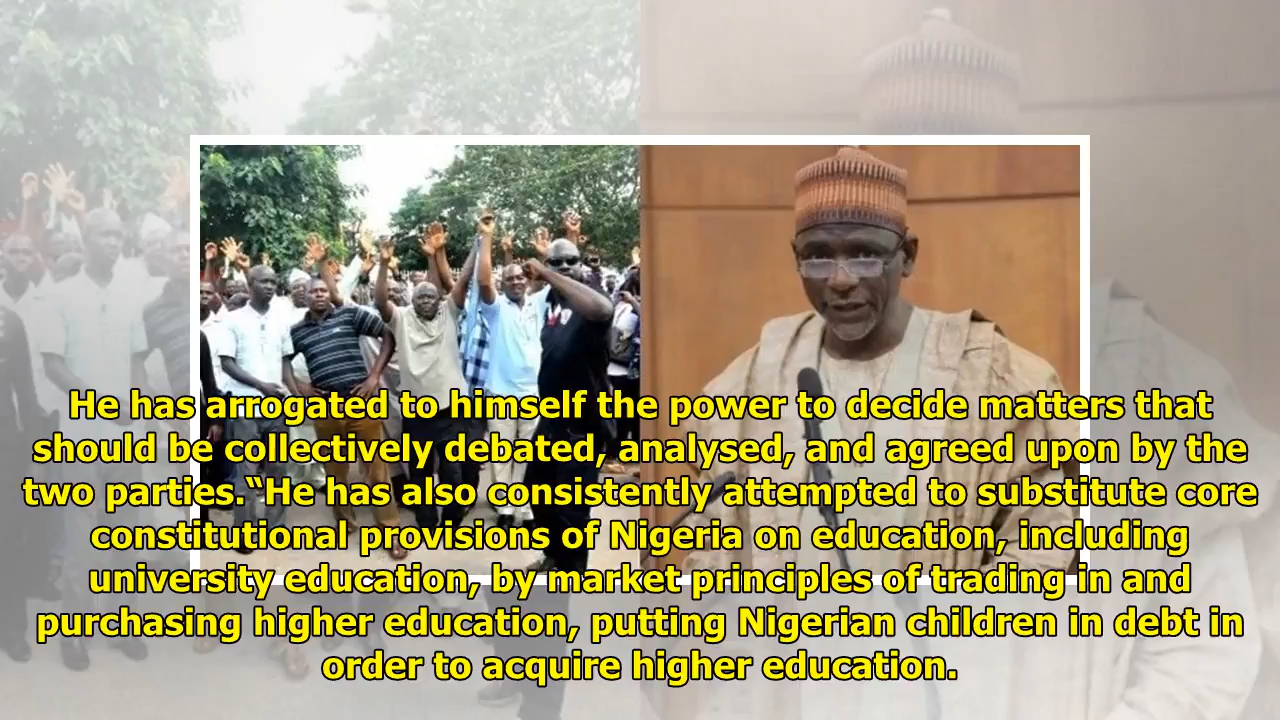 He has arrogated to himself the power to decide matters that
should be collectively debated, analysed, and agreed upon by the
two parties.“He has also consistently attempted to substitute core
constitutional provisions of Nigeria on education, including
university education, by market principles of trading in and
purchasing higher education, putting Nigerian children in debt in
order to acquire higher education.